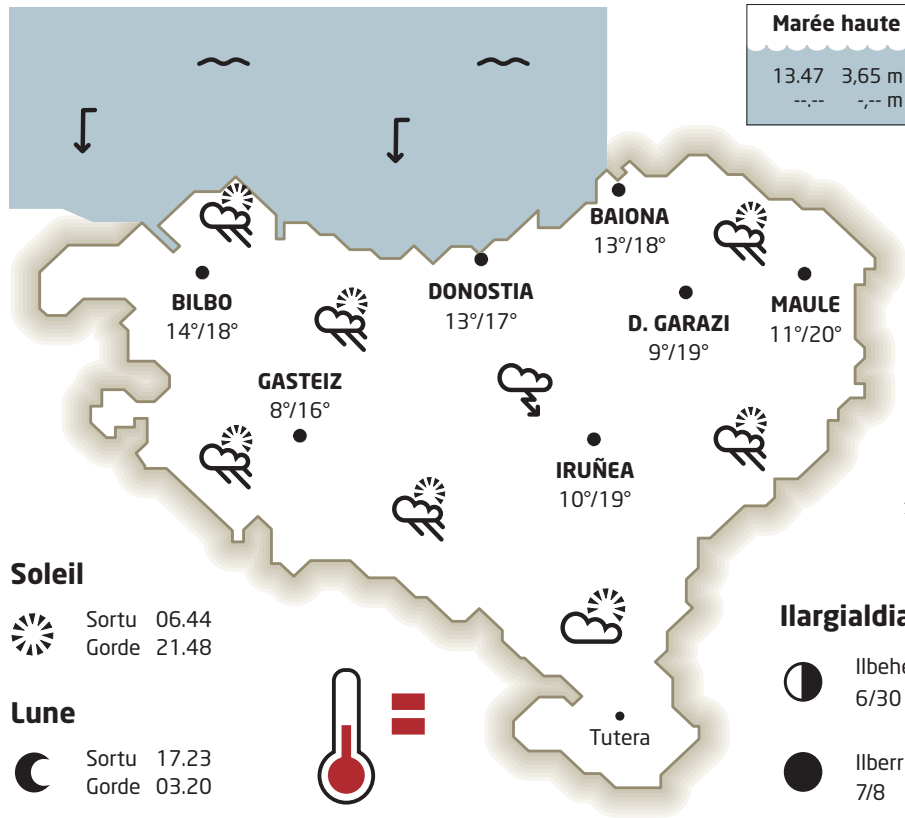 Marée haute
13.47 3,65 m
--.-- -,-- m
BAIONA
13°/18°
BILBO
14°/18°
DONOSTIA
13°/17°
D. GARAZI
9°/19°
MAULE
11°/20°
GASTEIZ
8°/16°
IRUÑEA
10°/19°
Soleil
Sortu 06.44
Gorde 21.48
Lune
Sortu 17.23
Gorde 03.20
Tutera
Ilargialdia
Ilbehe
6/30
Ilberr
7/8